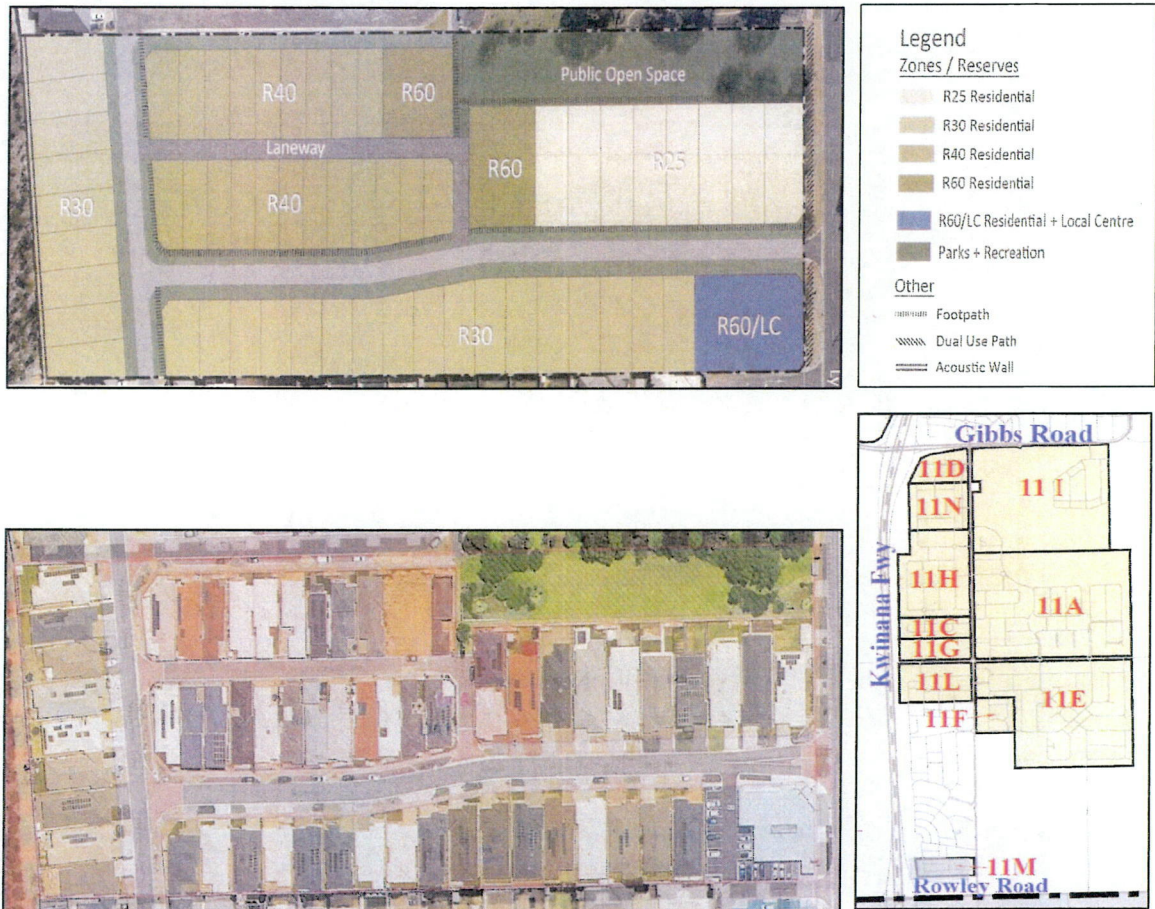 R40
R60
Public Open Space
Laneway
R30
R40
R60
R25
R30
R60/LC
LY
Legend
Zones / Reserves
R25 Residential
R30 Residential
R40 Residential
R60 Residential
R60/LC Residential + Local Centre
Parks + Recreation
Other
Footpath
Dual Use Path
Acoustic Wall
Gibbs Road
11D
11 I
11N
Kwinana Fwy
11H
11A
11C
11G
11L
11E
11F
11M
Rowley Road